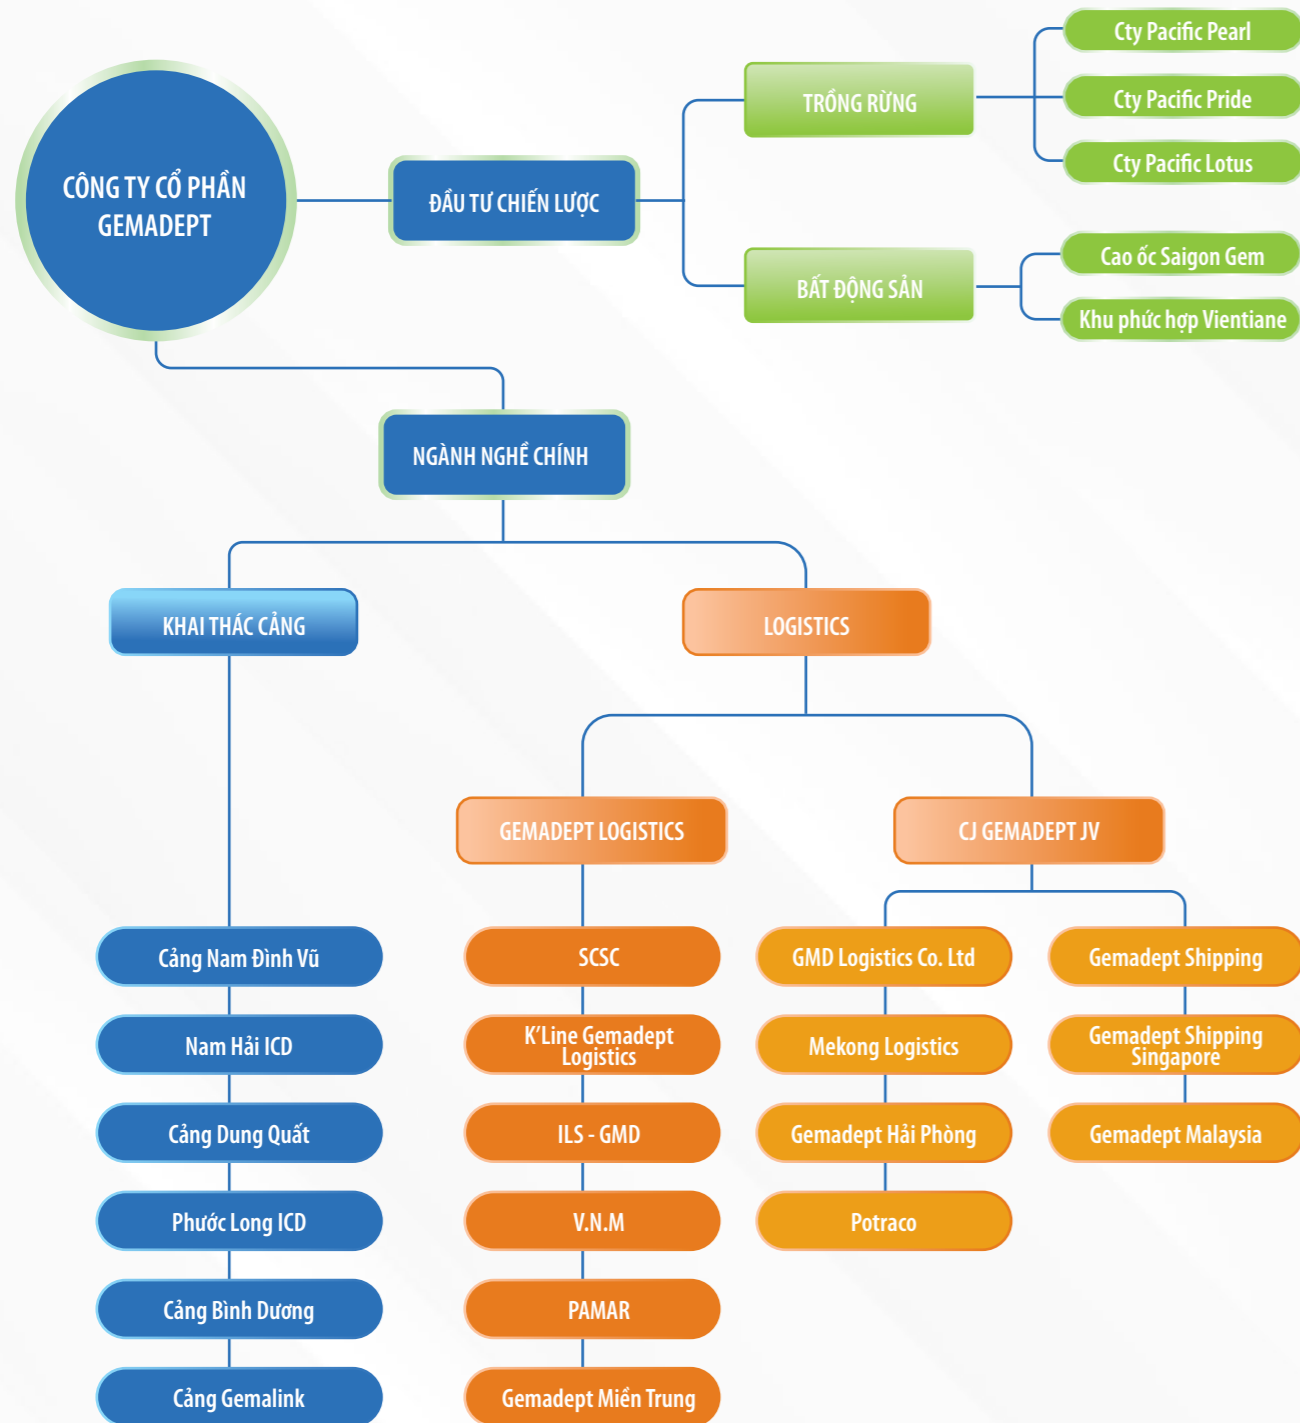 CÔNG TY CỔ PHẦN
GEMADEPT
ĐẦU TƯ CHIẾN LƯỢC
TRỒNG RỪNG
Cty Pacific Pearl
Cty Pacific Pride
Cty Pacific Lotus
BẤT ĐỘNG SẢN
Cao ốc Saigon Gem
Khu phức hợp Vientiane
NGÀNH NGHỀ CHÍNH
KHAI THÁC CẢNG
LOGISTICS
GEMADEPT LOGISTICS
CJ GEMADEPT JV
Cảng Nam Đình Vũ
Nam Hải ICD
Cảng Dung Quất
Phước Long ICD
Cảng Bình Dương
Cảng Gemalink
SCSC
K'Line Gemadept
Logistics
ILS - GMD
V.N.M
PAMAR
Gemadept Miền Trung
GMD Logistics Co. Ltd
Mekong Logistics
Gemadept Hải Phòng
Potraco
Gemadept Shipping
Gemadept Shipping
Singapore
Gemadept Malaysia